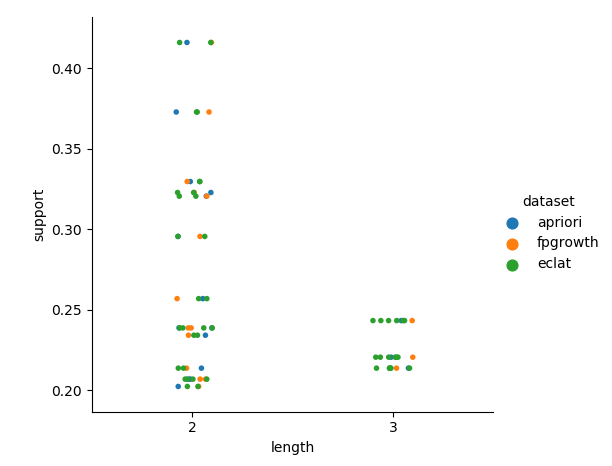 0.40
0.35
0.30
0.25
0.20
support
2
3
length
dataset
apriori
fpgrowth
eclat